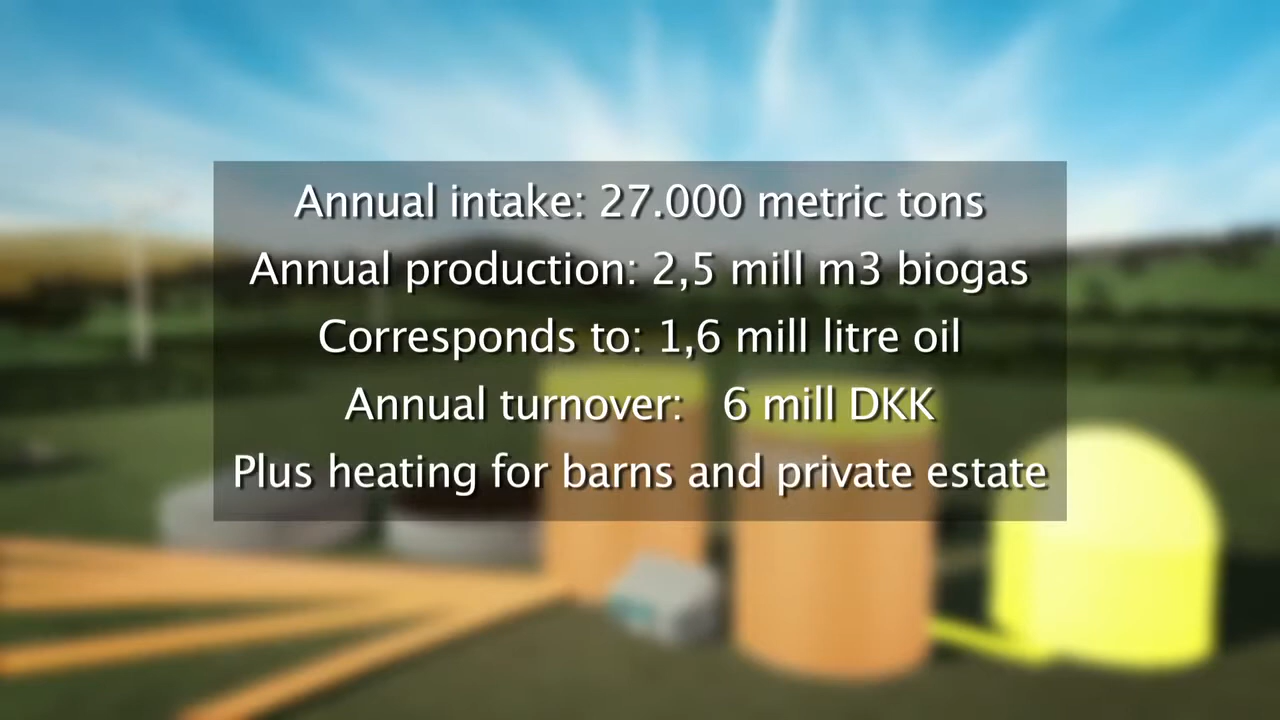 Annual intake: 27.000 metric tons
Annual production: 2,5 mill m3 biogas
Corresponds to: 1,6 mill litre oil
Annual turnover: 6 mill DKK
Plus heating for barns and private estate